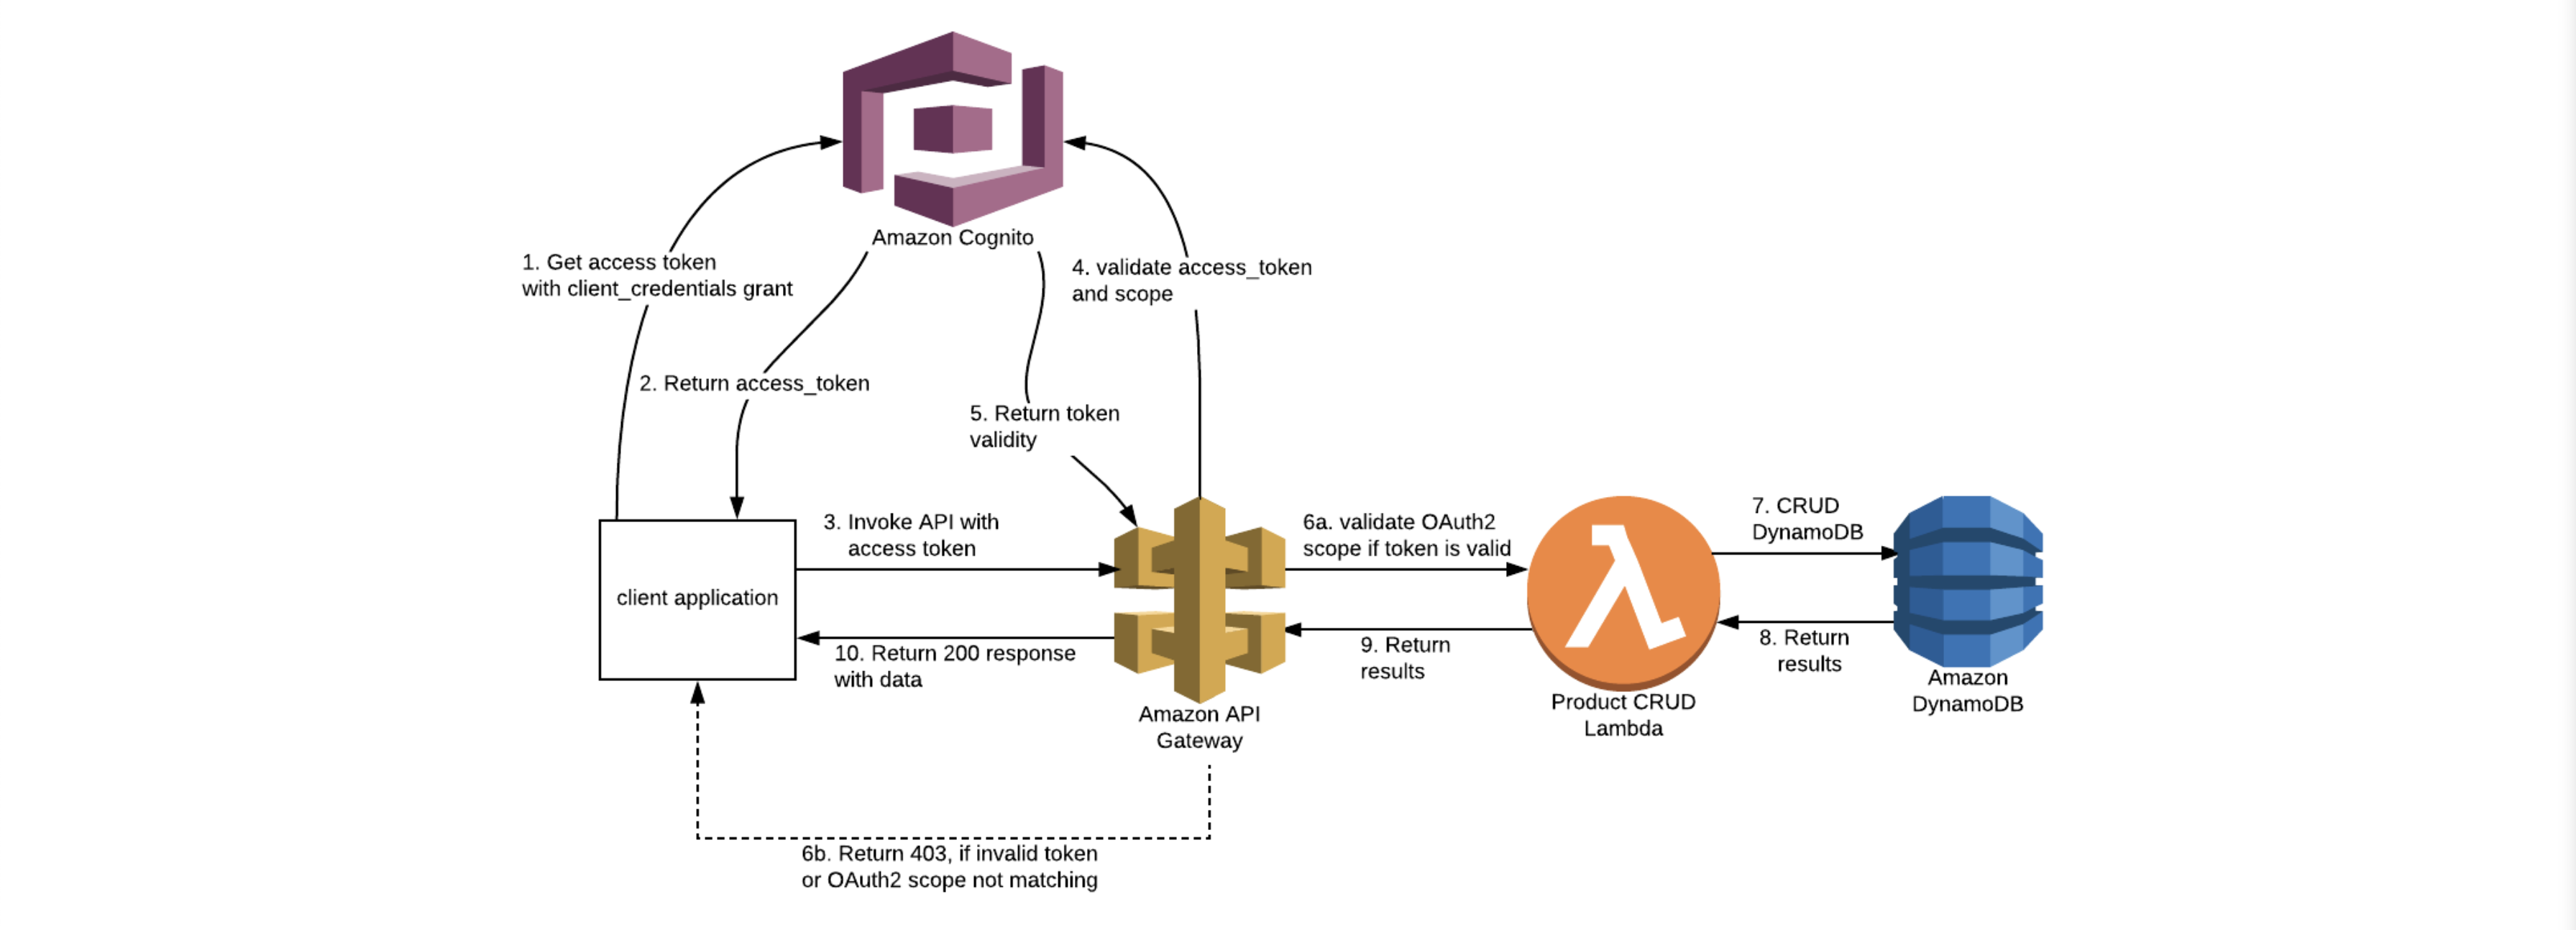 Amazon Cognito
1. Get access token
with client_credentials grant
4. validate access_token
and scope
2. Return access_token
5. Return token
validity
3. Invoke API with
access token
6a. validate OAuth2
scope if token is valid
7. CRUD
DynamoDB
client application
10. Return 200 response
with data
9. Return
results
8. Return
results
Amazon API
Gateway
Product CRUD
Lambda
Amazon
DynamoDB
6b. Return 403, if invalid token
or OAuth2 scope not matching